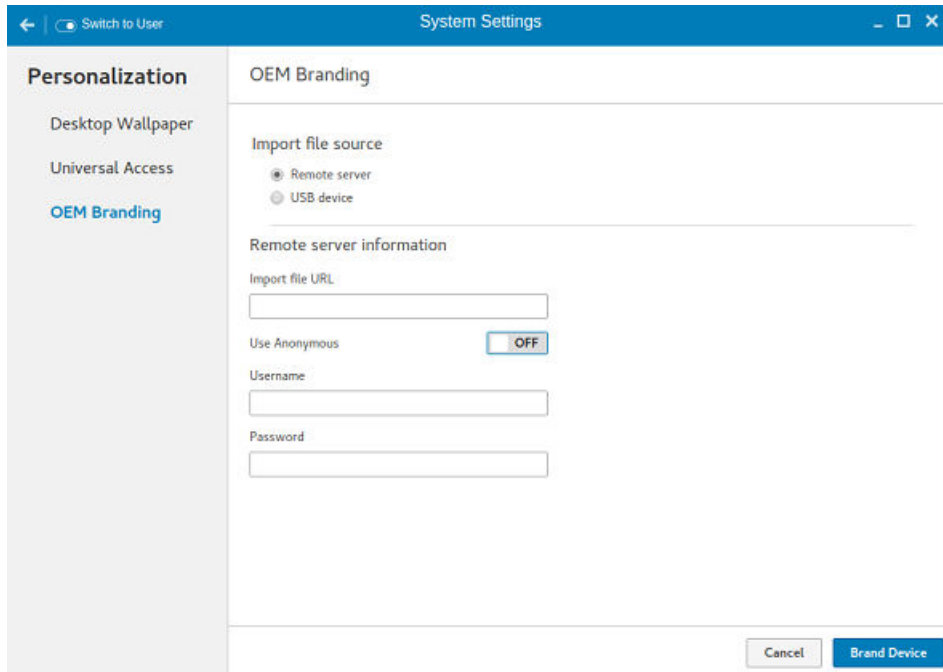 Switch to User
System Settings
Personalization
Desktop Wallpaper
Universal Access
OEM Branding
OEM Branding
Import file source
Remote server
USB device
Remote server information
Import file URL
Use Anonymous OFF
Username
Password
Cancel Brand Device